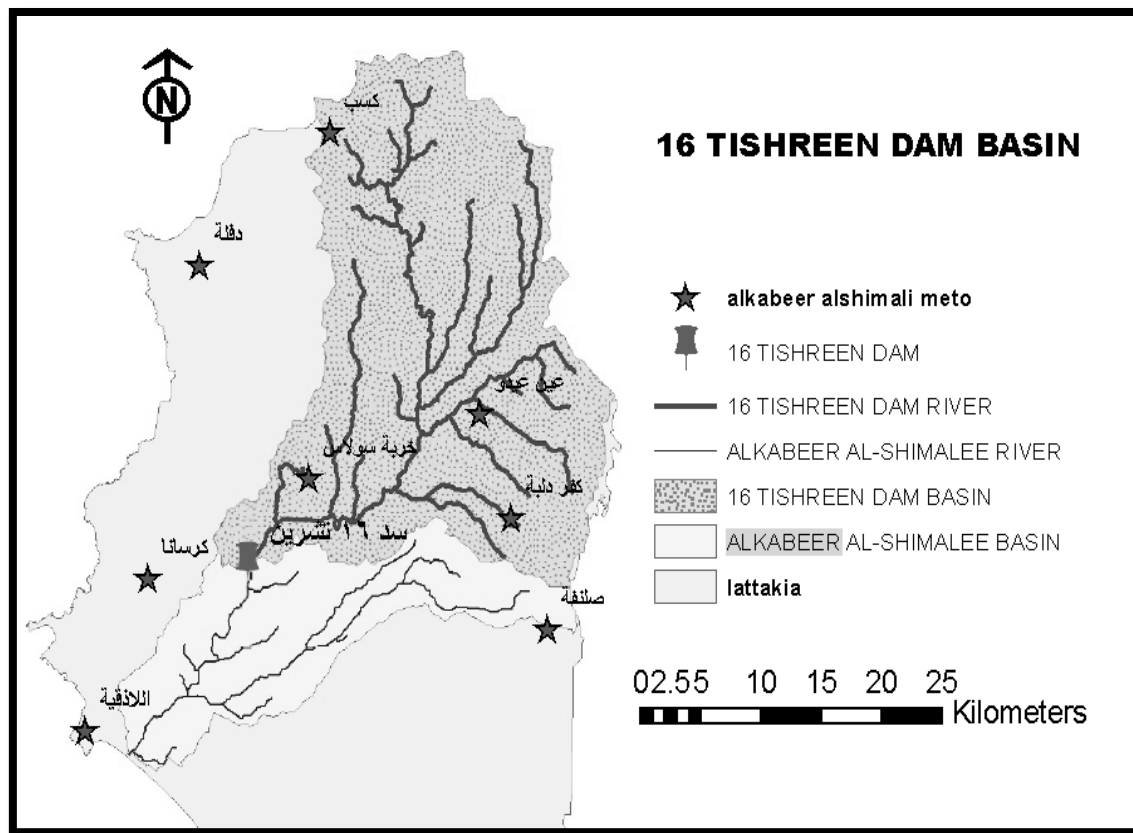 N
كسب
16 TISHREEN DAM BASIN
دفلة
alkabeer alshimali meto
16 TISHREEN DAM
عين عيدو
16 TISHREEN DAM RIVER
خربة سولاس
ALKABEER AL-SHIMALEE RIVER
كفر دلبة
16 TISHREEN DAM BASIN
سد ١٦ تشرين
كرسانا
ALKABEER AL-SHIMALEE BASIN
lattakia
صلنفة
اللاذقية
02.55 10 15 20 25
Kilometers